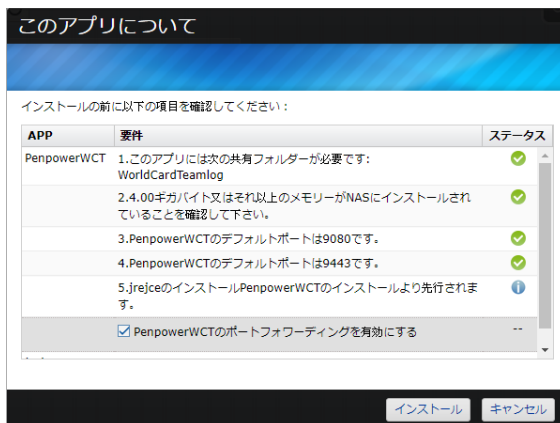 このアプリについて
インストールの前に以下の項目を確認してください：
APP 要件 ステータス
PenpowerWCT 1.このアプリには次の共有フォルダーが必要です:
WorldCardTeamlog
2.4.00ギガバイト又はそれ以上のメモリーがNASにインストールされ
ていることを確認して下さい。
3.PenpowerWCTのデフォルトポートは9080です。
4.PenpowerWCTのデフォルトポートは9443です。
5.jrejceのインストールPenpowerWCTのインストールより先行されま
す。
PenpowerWCTのポートフォワーディングを有効にする --
インストール キャンセル